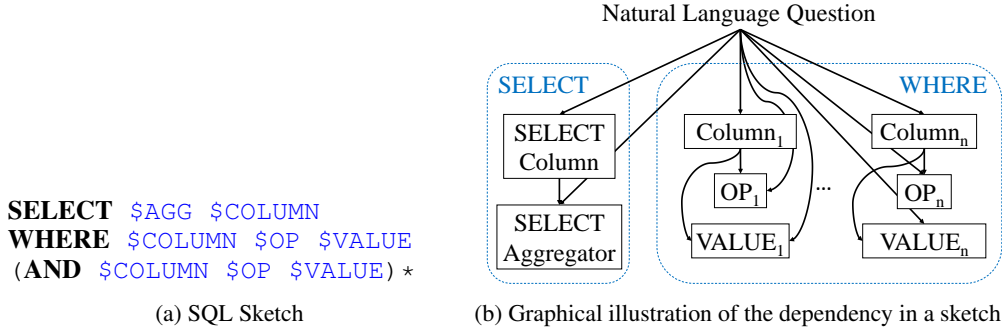 Natural Language Question
SELECT
WHERE
SELECT
Column
Column₁
Columnₙ
OP₁
...
OPₙ
SELECT
Aggregator
VALUE₁
VALUEₙ
SELECT $AGG $COLUMN
WHERE $COLUMN $OP $VALUE
(AND $COLUMN $OP $VALUE)*
(a) SQL Sketch
(b) Graphical illustration of the dependency in a sketch